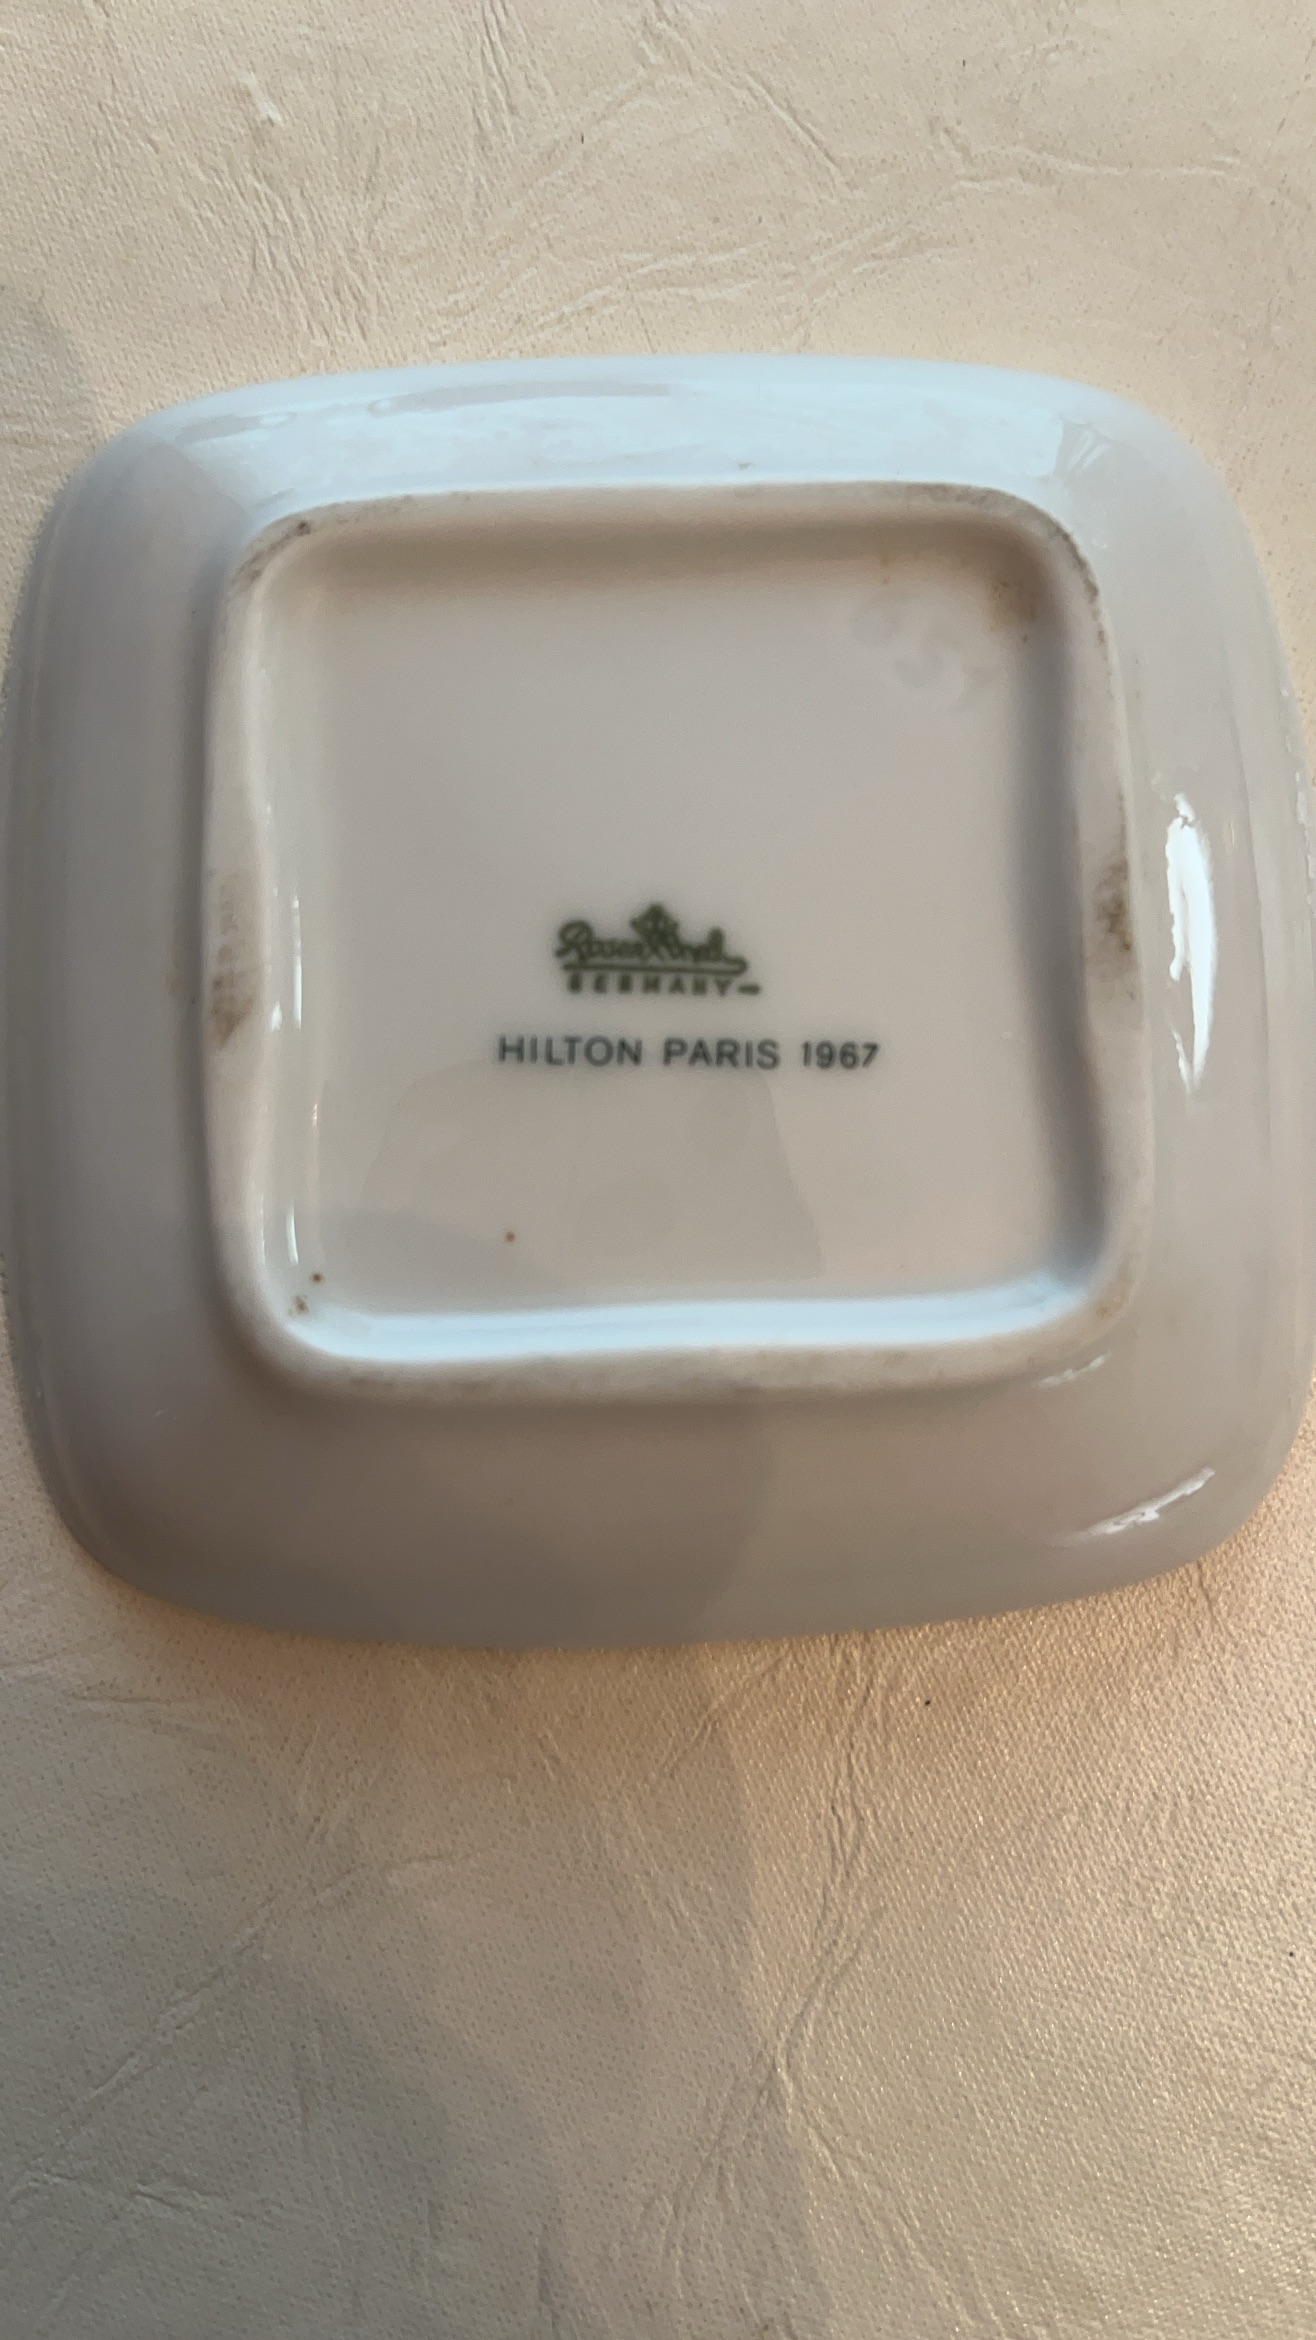 Rosenthal
GERMANY
HILTON PARIS 1967